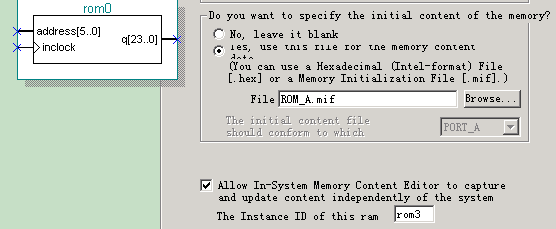 rom0
address[5..0]
inclock
q[23..0]
Do you want to specify the initial content of the memory?
No, leave it blank
Yes, use this file for the memory content
data
(You can use a Hexadecimal (Intel-format) File
[.hex] or a Memory Initialization File [.mif].)
File ROM_A.mif Browse...
The initial content file
should conform to which PORT_A
Allow In-System Memory Content Editor to capture
and update content independently of the system
The Instance ID of this ram rom3